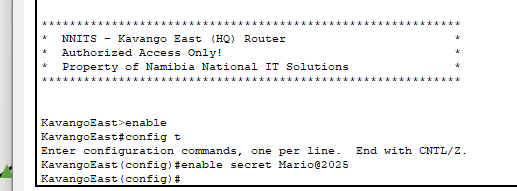 ************************************************************
*  NNITS - Kavango East (HQ) Router                        *
*  Authorized Access Only!                                 *
*  Property of Namibia National IT Solutions               *
************************************************************
KavangoEast>enable
KavangoEast#config t
Enter configuration commands, one per line.  End with CNTL/Z.
KavangoEast(config)#enable secret Mario@2025
KavangoEast(config)#